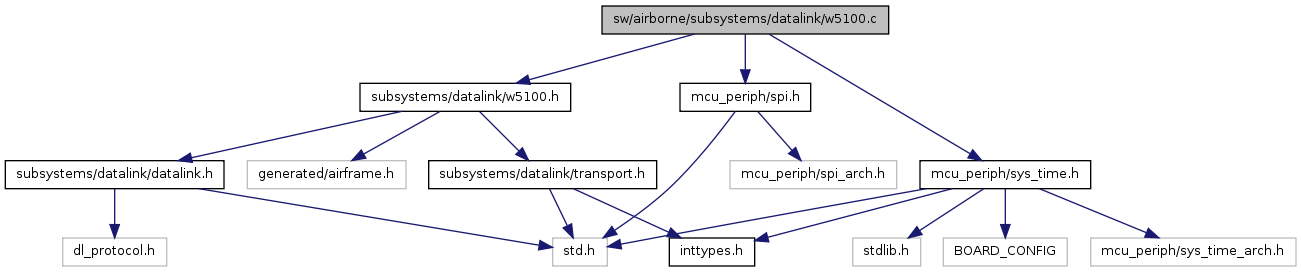 sw/airborne/subsystems/datalink/w5100.c
subsystems/datalink/w5100.h
mcu_periph/spi.h
subsystems/datalink/datalink.h
generated/airframe.h
subsystems/datalink/transport.h
mcu_periph/spi_arch.h
mcu_periph/sys_time.h
dl_protocol.h
std.h
inttypes.h
stdlib.h
BOARD_CONFIG
mcu_periph/sys_time_arch.h